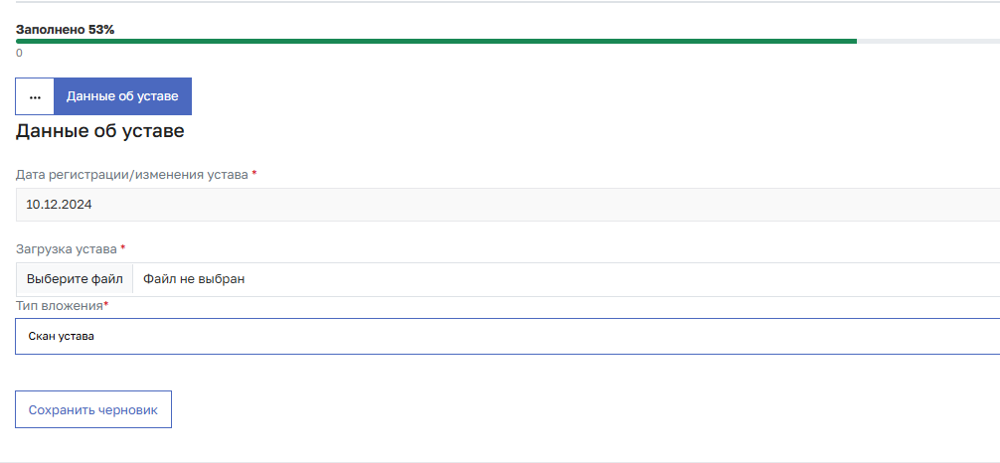 Заполнено 53%
0
... Данные об уставе
Данные об уставе
Дата регистрации/изменения устава *
10.12.2024
Загрузка устава *
Выберите файл Файл не выбран
Тип вложения*
Скан устава
Сохранить черновик